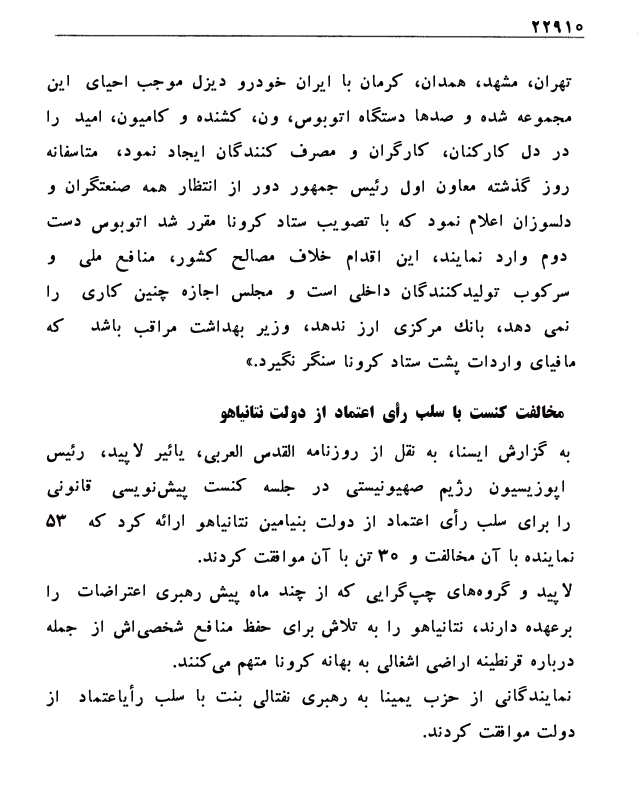 ۲۲۹۱۰
تهران، مشهد، همدان، کرمان با ایران خودرو دیزل موجب احیای این
مجموعه شده و صدها دستگاه اتوبوس، ون، کشنده و کامیون، امید را
در دل کارکنان، کارگران و مصرف کنندگان ایجاد نمود، متاسفانه
روز گذشته معاون اول رئیس جمهور دور از انتظار همه صنعتگران و
دلسوزان اعلام نمود که با تصویب ستاد کرونا مقرر شد اتوبوس دست
دوم وارد نمایند، این اقدام خلاف مصالح کشور، منافع ملی و
سرکوب تولیدکنندگان داخلی است و مجلس اجازه چنین کاری را
نمی دهد، بانک مرکزی ارز ندهد، وزیر بهداشت مراقب باشد که
مافیای واردات پشت ستاد کرونا سنگر نگیرد.»
مخالفت کنست با سلب رأی اعتماد از دولت نتانیاهو
به گزارش ایسنا، به نقل از روزنامه القدس العربی، یائیر لاپید، رئیس
اپوزیسیون رژیم صهیونیستی در جلسه کنست پیش‌نویسی قانونی
را برای سلب رأی اعتماد از دولت بنیامین نتانیاهو ارائه کرد که ۵۳
نماینده با آن مخالفت و ۳۰ تن با آن موافقت کردند.
لاپید و گروه‌های چپ‌گرایی که از چند ماه پیش رهبری اعتراضات را
برعهده دارند، نتانیاهو را به تلاش برای حفظ منافع شخصی‌اش از جمله
درباره قرنطینه اراضی اشغالی به بهانه کرونا متهم می‌کنند.
نمایندگانی از حزب یمینا به رهبری نفتالی بنت با سلب رأیاعتماد از
دولت موافقت کردند.